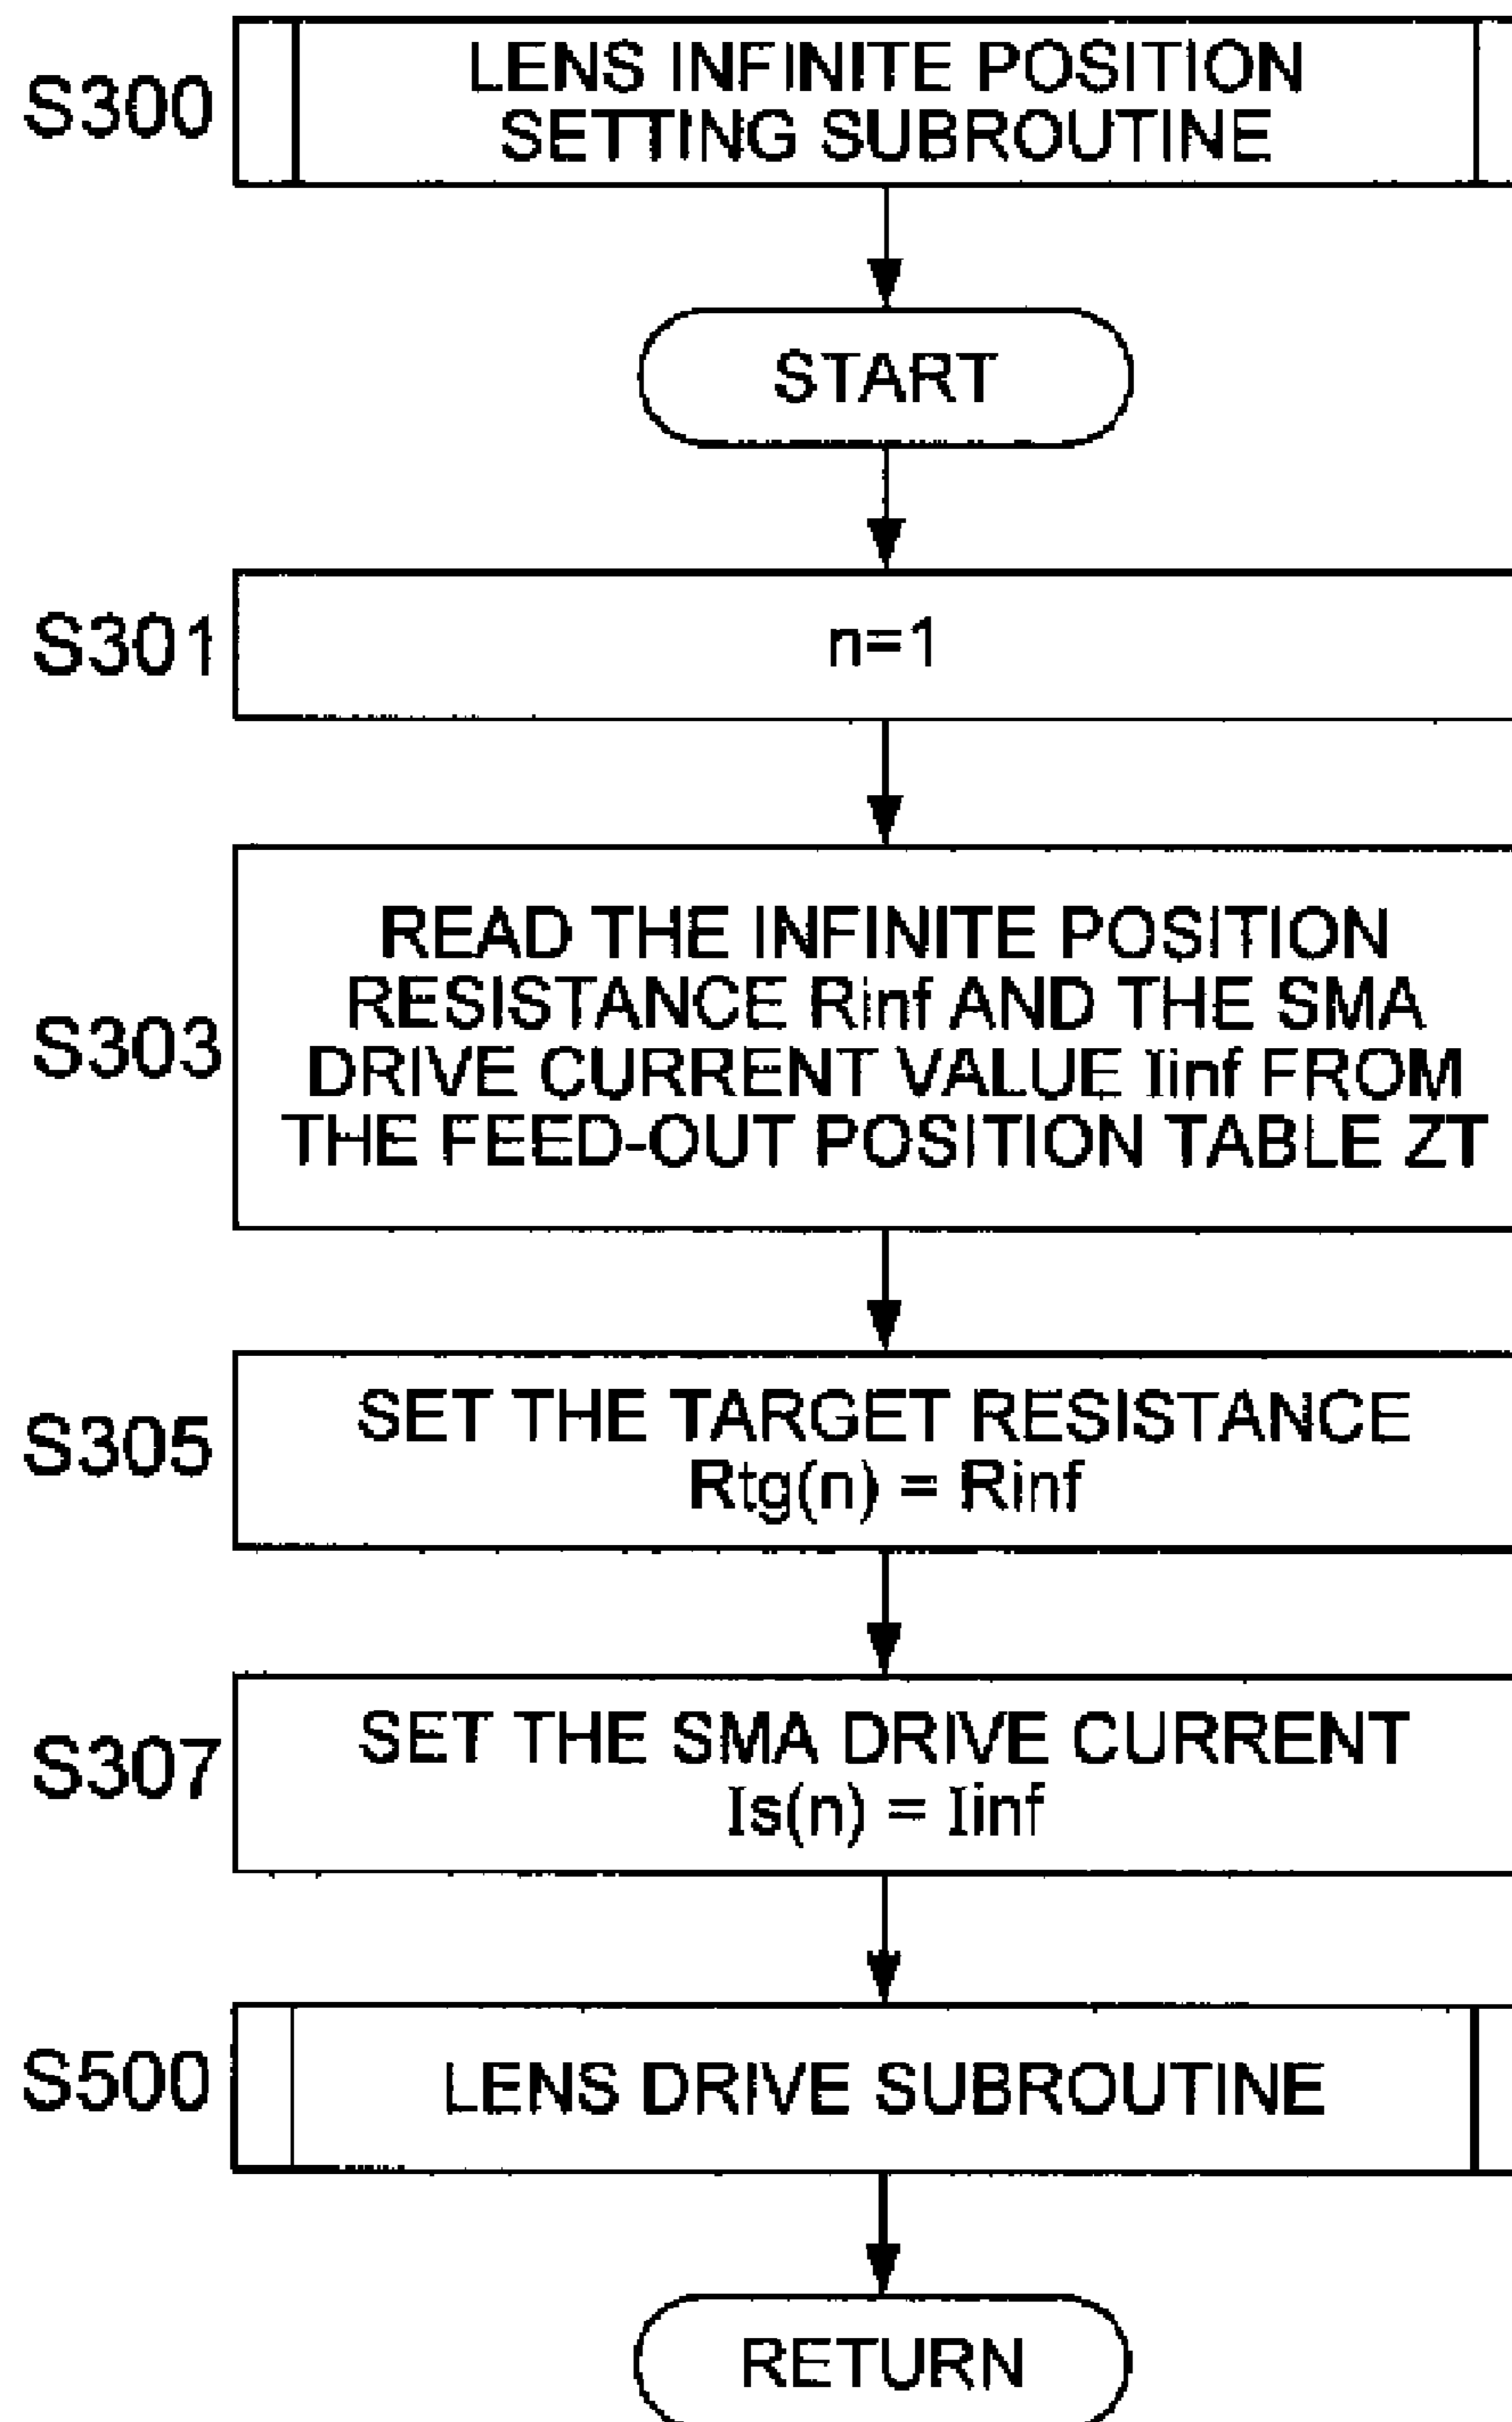 S300
LENS INFINITE POSITION
SETTING SUBROUTINE
START
S301
n=1
S303
READ THE INFINITE POSITION
RESISTANCE Rinf AND THE SMA
DRIVE CURRENT VALUE Iinf FROM
THE FEED-OUT POSITION TABLE ZT
S305
SET THE TARGET RESISTANCE
Rtg(n) = Rinf
S307
SET THE SMA DRIVE CURRENT
Is(n) = Iinf
S500
LENS DRIVE SUBROUTINE
RETURN